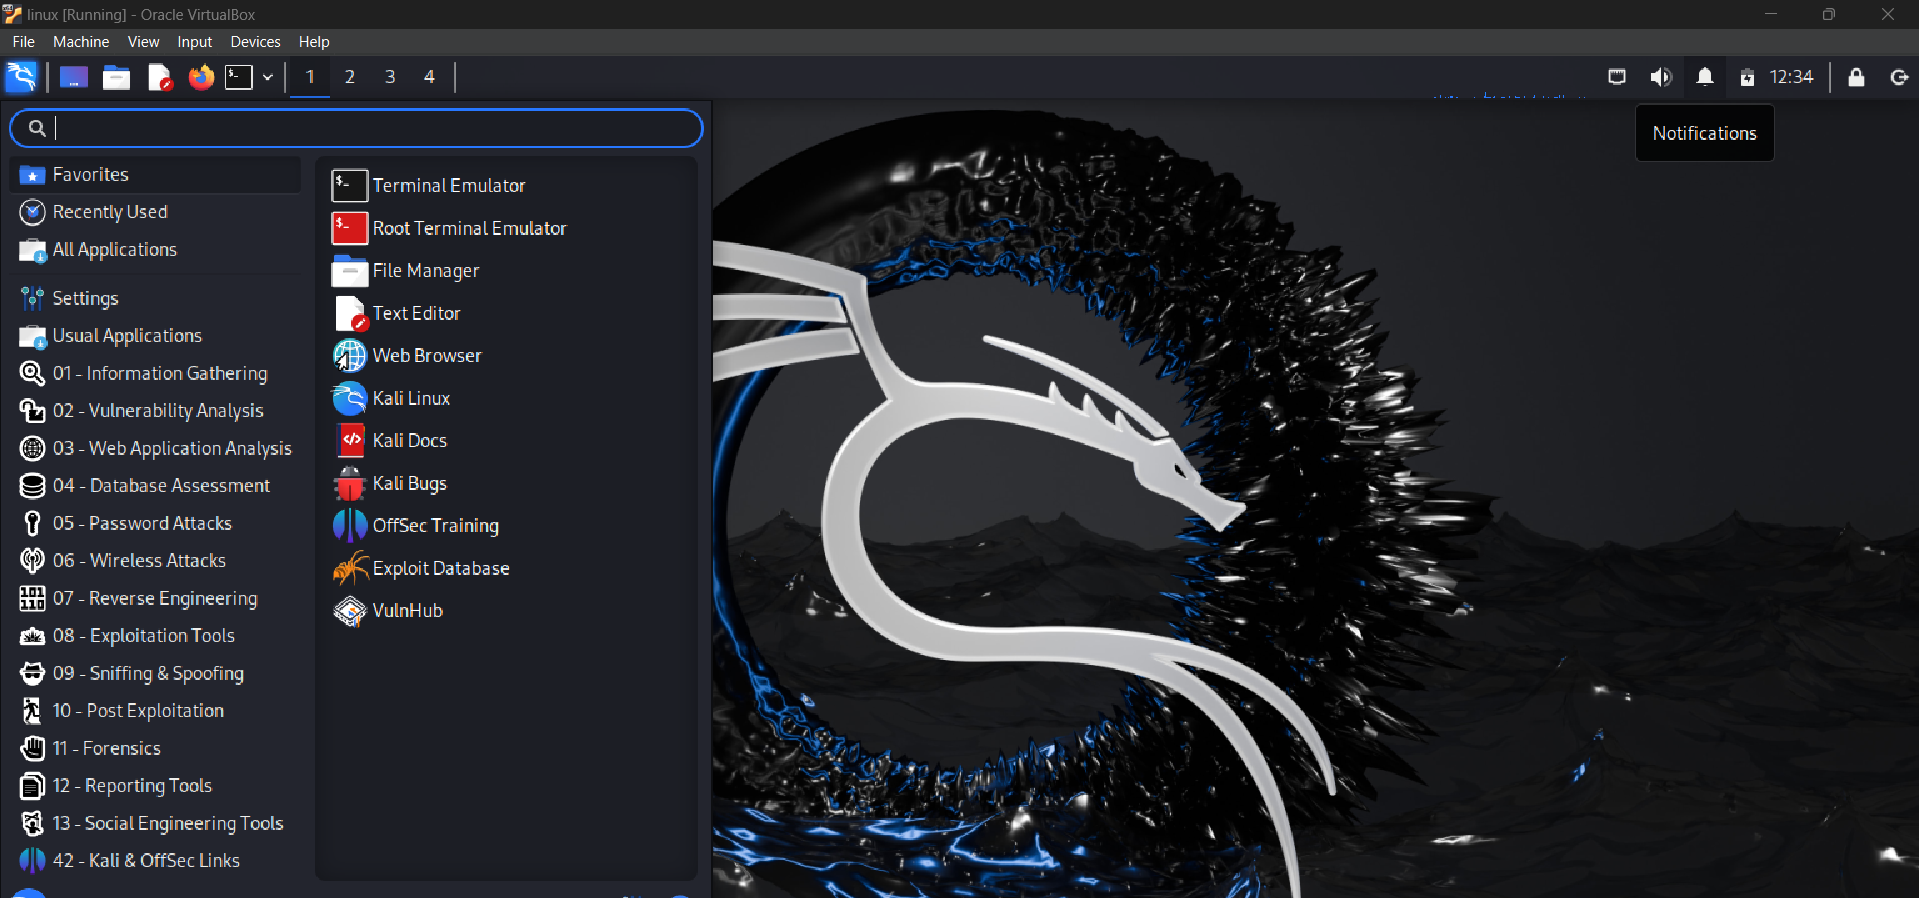 linux [Running] - Oracle VirtualBox
File Machine View Input Devices Help
$_ 1 2 3 4 12:34
Notifications
Favorites
Recently Used
All Applications
Settings
Usual Applications
01 - Information Gathering
02 - Vulnerability Analysis
03 - Web Application Analysis
04 - Database Assessment
05 - Password Attacks
06 - Wireless Attacks
07 - Reverse Engineering
08 - Exploitation Tools
09 - Sniffing & Spoofing
10 - Post Exploitation
11 - Forensics
12 - Reporting Tools
13 - Social Engineering Tools
42 - Kali & OffSec Links
$_ Terminal Emulator
$_ Root Terminal Emulator
File Manager
Text Editor
Web Browser
Kali Linux
</> Kali Docs
Kali Bugs
OffSec Training
Exploit Database
VulnHub